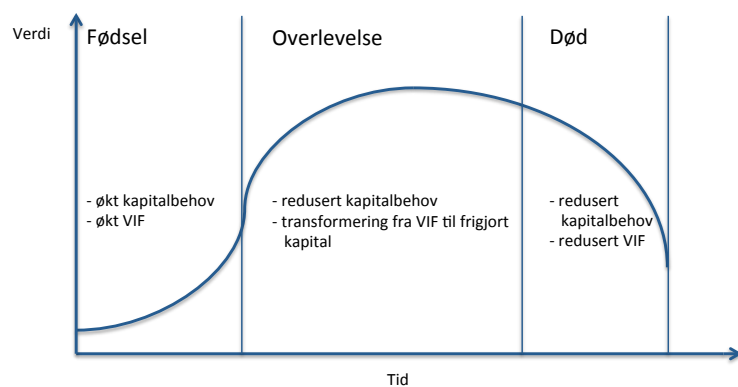 Verdi
Fødsel
Overlevelse
Død
- økt kapitalbehov
- økt VIF
- redusert kapitalbehov
- transformering fra VIF til frigjort
kapital
- redusert
kapitalbehov
- redusert VIF
Tid